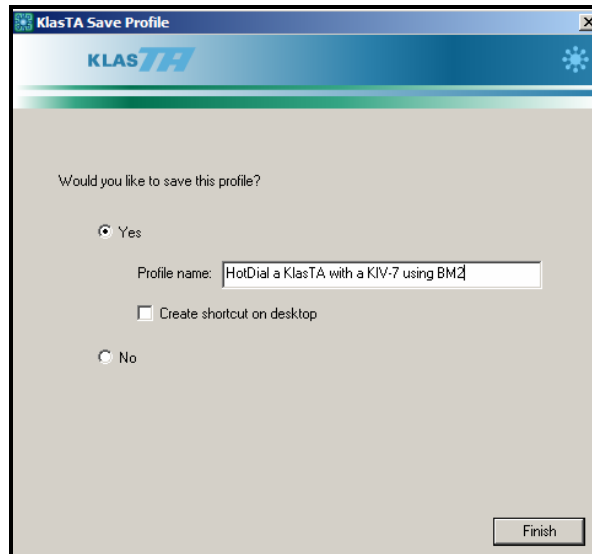 KlasTA Save Profile
KLASTA
Would you like to save this profile?
Yes
Profile name: HotDial a KlasTA with a KIV-7 using BM2
Create shortcut on desktop
No
Finish